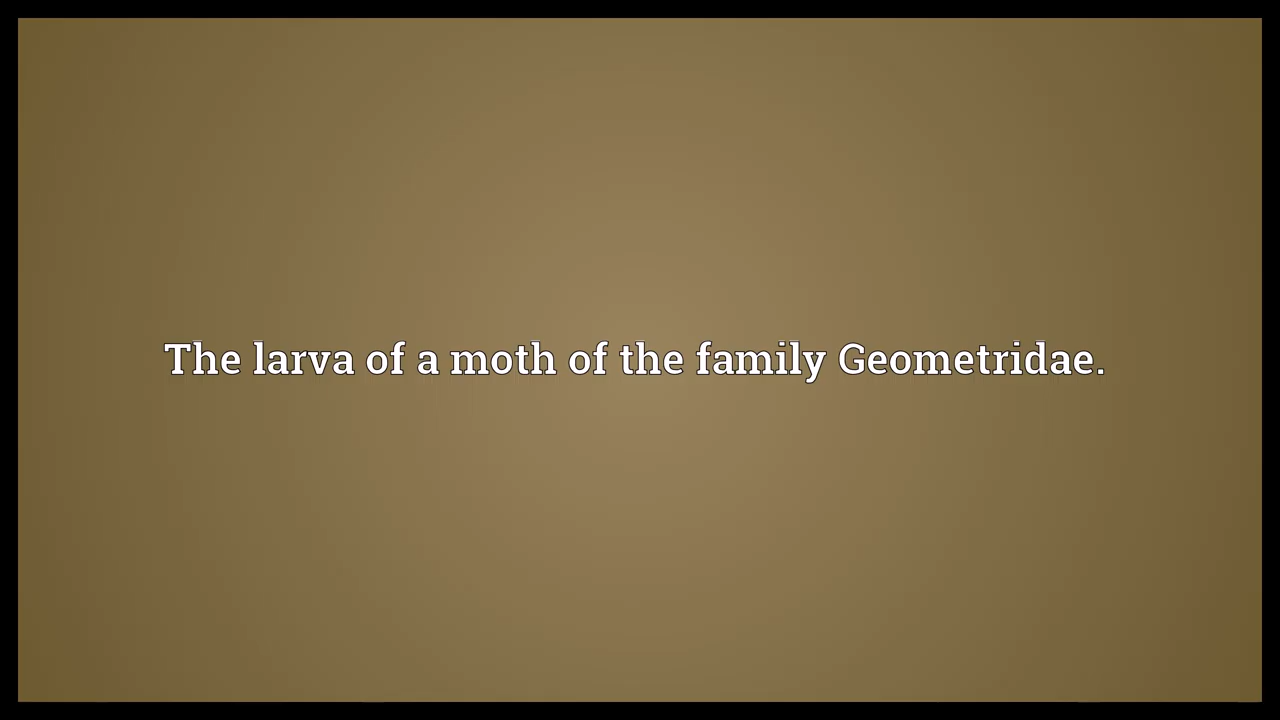 The larva of a moth of the family Geometridae.